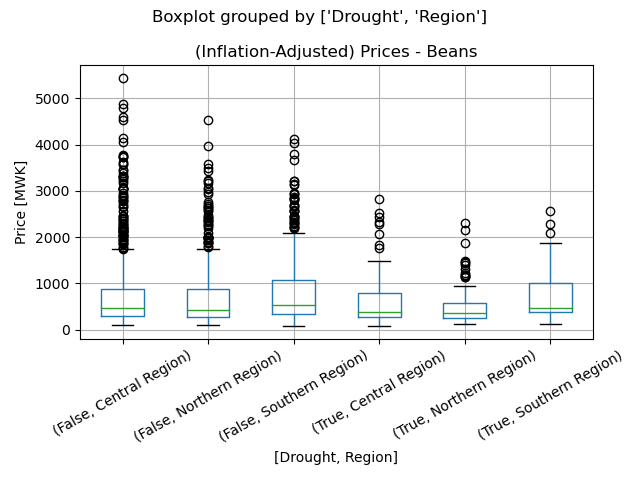 Boxplot grouped by ['Drought', 'Region']
(Inflation-Adjusted) Prices - Beans
Price [MWK]
5000
4000
3000
2000
1000
0
(False, Central Region)
(False, Northern Region)
(False, Southern Region)
(True, Central Region)
(True, Northern Region)
(True, Southern Region)
[Drought, Region]